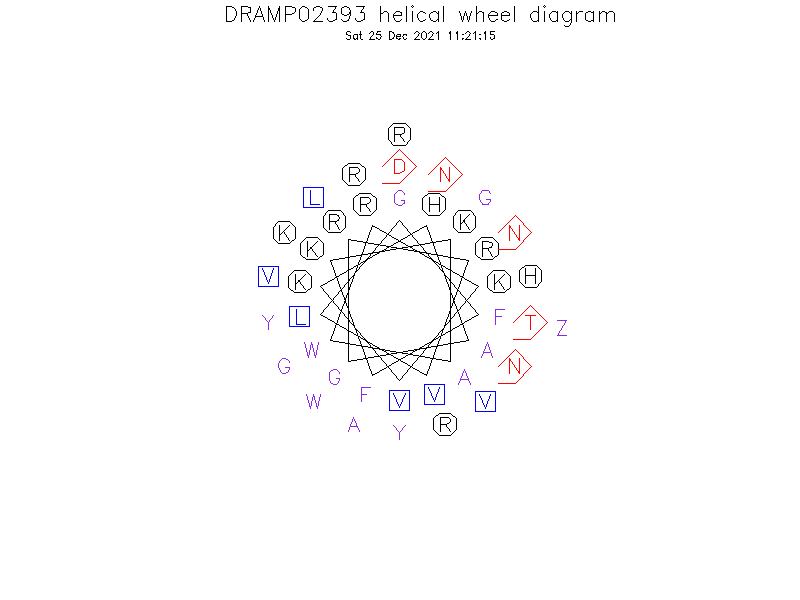 DRAMP02393 helical wheel diagram
Sat 25 Dec 2021 11:21:15
R
R D N
L R G H G
R K
K N
K R
V K K H
Y L F T Z
W A
G N
G A
W F V V V
A Y R